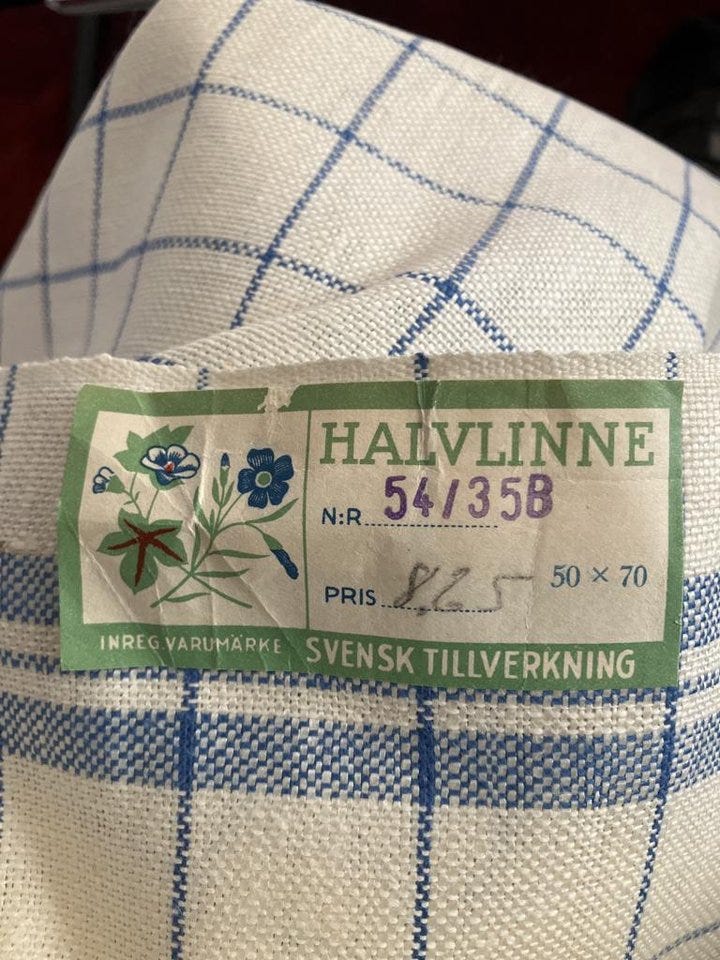 HALVLINNE
N:R 54/35B
PRIS 8,25 50 × 70
INREG. VARUMÄRKE SVENSK TILLVERKNING